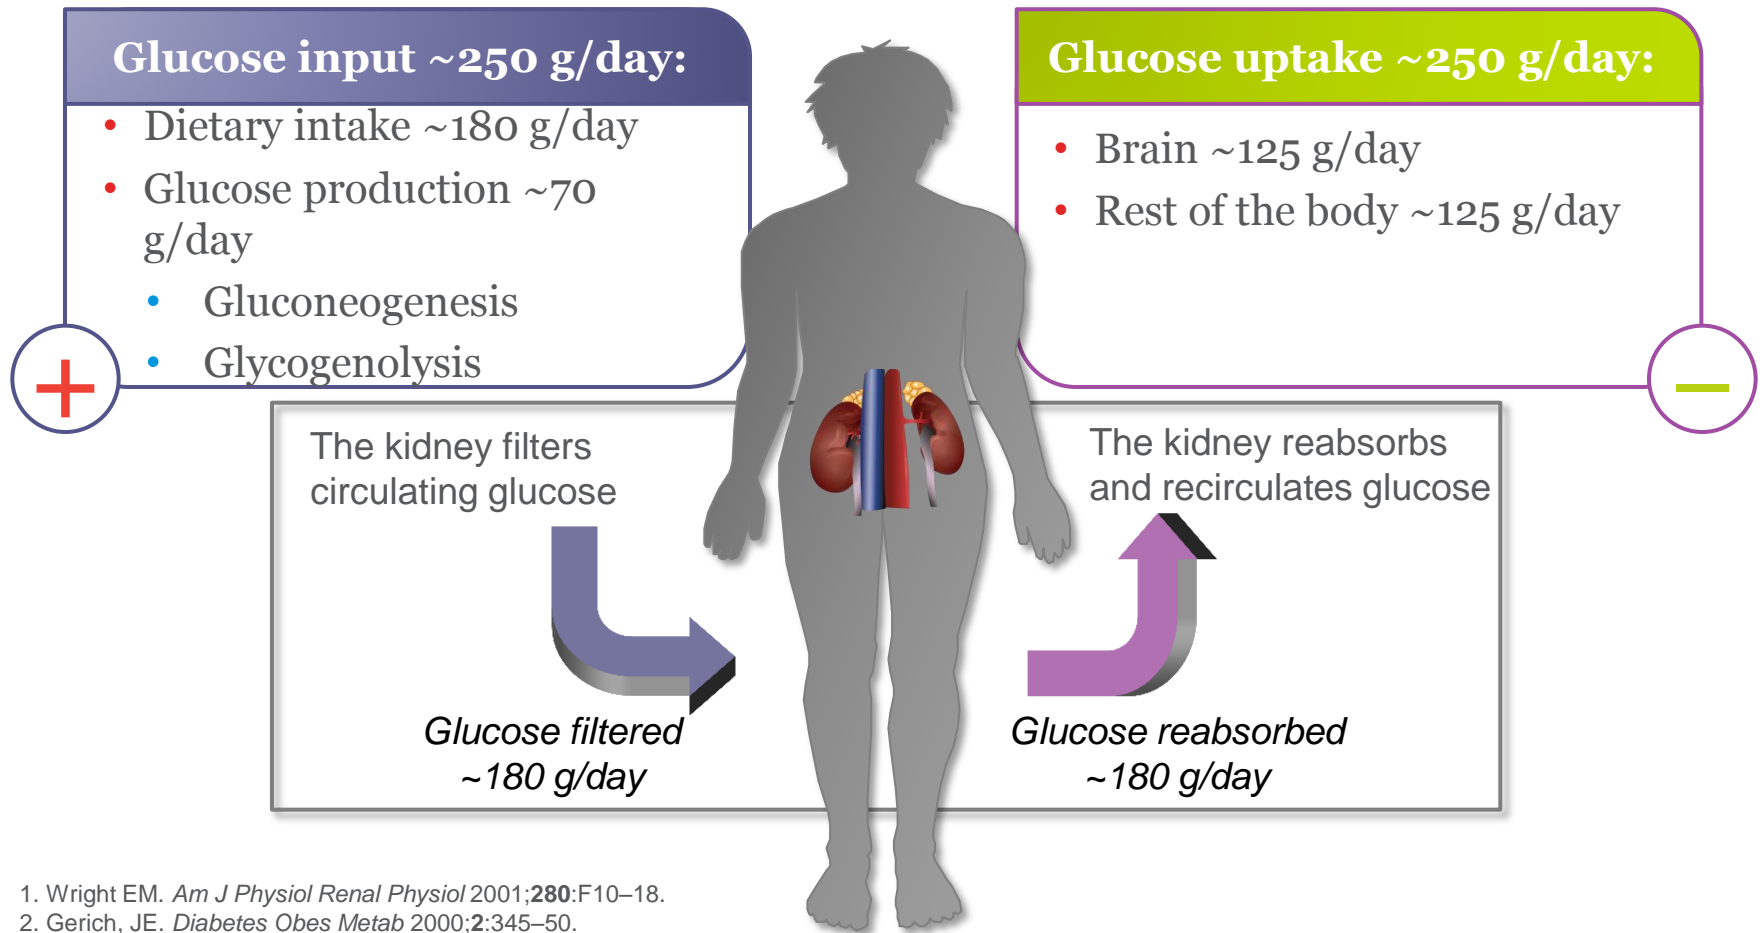 Glucose input ~250 g/day:
• Dietary intake ~180 g/day
• Glucose production ~70
g/day
• Gluconeogenesis
• Glycogenolysis
+
Glucose uptake ~250 g/day:
• Brain ~125 g/day
• Rest of the body ~125 g/day
−
The kidney filters
circulating glucose
Glucose filtered
~180 g/day
The kidney reabsorbs
and recirculates glucose
Glucose reabsorbed
~180 g/day
1. Wright EM. Am J Physiol Renal Physiol 2001;280:F10–18.
2. Gerich, JE. Diabetes Obes Metab 2000;2:345–50.